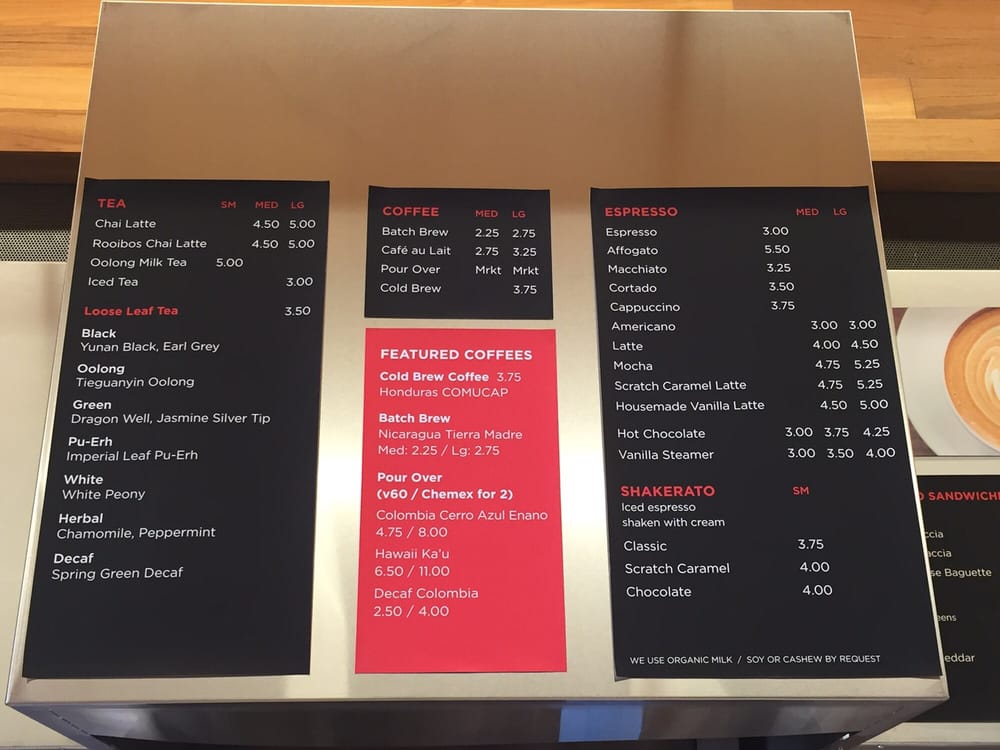 TEA SM MED LG
Chai Latte 4.50 5.00
Rooibos Chai Latte 4.50 5.00
Oolong Milk Tea 5.00
Iced Tea 3.00
Loose Leaf Tea 3.50
Black
Yunan Black, Earl Grey
Oolong
Tieguanyin Oolong
Green
Dragon Well, Jasmine Silver Tip
Pu-Erh
Imperial Leaf Pu-Erh
White
White Peony
Herbal
Chamomile, Peppermint
Decaf
Spring Green Decaf
COFFEE MED LG
Batch Brew 2.25 2.75
Café au Lait 2.75 3.25
Pour Over Mrkt Mrkt
Cold Brew 3.75
FEATURED COFFEES
Cold Brew Coffee 3.75
Honduras COMUCAP
Batch Brew
Nicaragua Tierra Madre
Med: 2.25 / Lg: 2.75
Pour Over
(v60 / Chemex for 2)
Colombia Cerro Azul Enano
4.75 / 8.00
Hawaii Ka'u
6.50 / 11.00
Decaf Colombia
2.50 / 4.00
ESPRESSO MED LG
Espresso 3.00
Affogato 5.50
Macchiato 3.25
Cortado 3.50
Cappuccino 3.75
Americano 3.00 3.00
Latte 4.00 4.50
Mocha 4.75 5.25
Scratch Caramel Latte 4.75 5.25
Housemade Vanilla Latte 4.50 5.00
Hot Chocolate 3.00 3.75 4.25
Vanilla Steamer 3.00 3.50 4.00
SHAKERATO SM
Iced espresso
shaken with cream
Classic 3.75
Scratch Caramel 4.00
Chocolate 4.00
WE USE ORGANIC MILK / SOY OR CASHEW BY REQUEST
Baguette